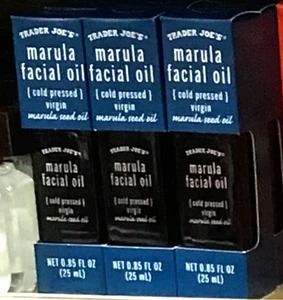 TRADER JOE'S TRADER JOE'S TRADER JOE'S
marula marula marula
facial oil facial oil facial oil
{ cold pressed } { cold pressed } { cold pressed }
virgin virgin virgin
marula seed oil marula seed oil marula seed oil
TRADER JOE'S TRADER JOE'S TRADER JOE'S
marula marula marula
facial oil facial oil facial oil
{ cold pressed } { cold pressed } { cold pressed }
virgin virgin virgin
marula seed oil marula seed oil marula seed oil
NET 0.85 FL OZ NET 0.85 FL OZ NET 0.85 FL OZ
(25 mL) (25 mL) (25 mL)